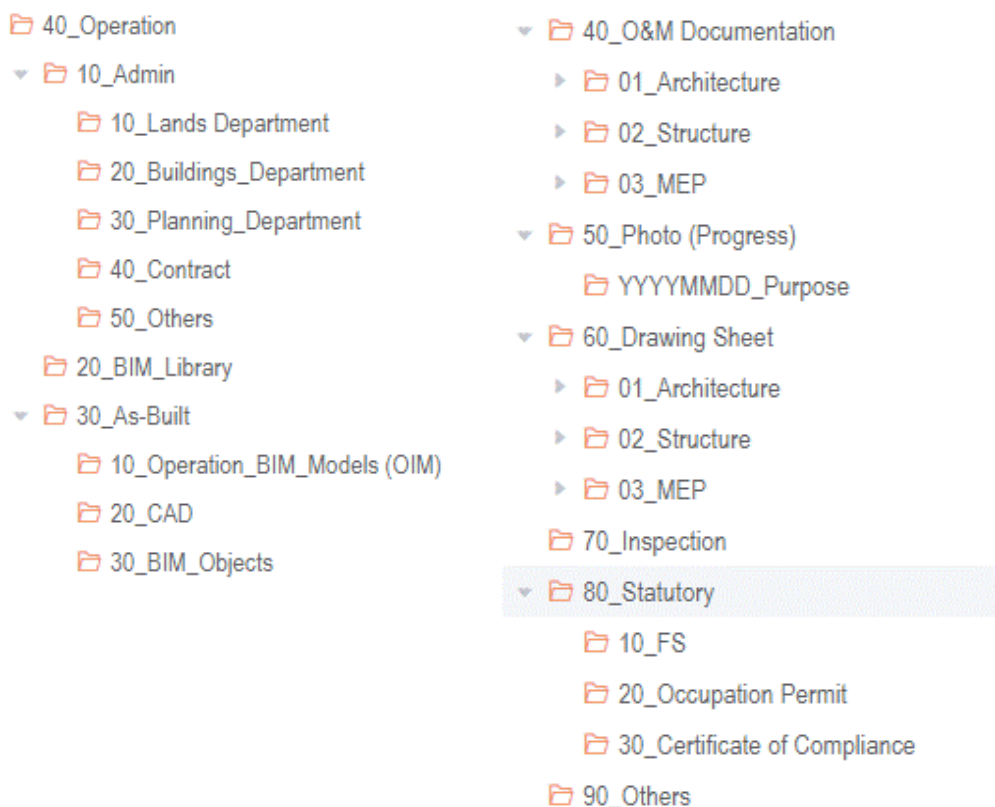 40_Operation
10_Admin
10_Lands Department
20_Buildings_Department
30_Planning_Department
40_Contract
50_Others
20_BIM_Library
30_As-Built
10_Operation_BIM_Models (OIM)
20_CAD
30_BIM_Objects
40_O&M Documentation
01_Architecture
02_Structure
03_MEP
50_Photo (Progress)
YYYYMMDD_Purpose
60_Drawing Sheet
01_Architecture
02_Structure
03_MEP
70_Inspection
80_Statutory
10_FS
20_Occupation Permit
30_Certificate of Compliance
90_Others